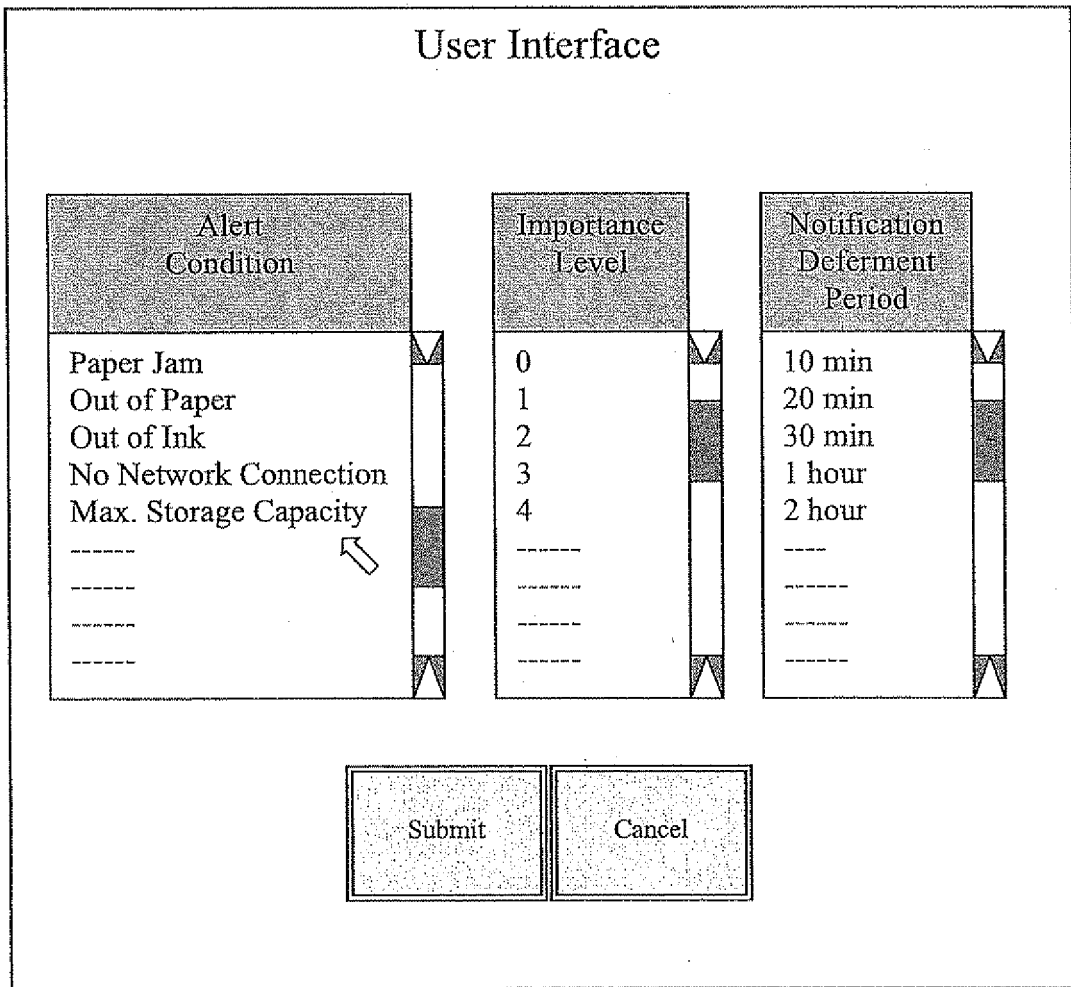 User Interface
Alert
Condition
Paper Jam
Out of Paper
Out of Ink
No Network Connection
Max. Storage Capacity
------
------
------
------
Importance
Level
0
1
2
3
4
------
------
-----
-----
Notification
Deferment
Period
10 min
20 min
30 min
1 hour
2 hour
----
------
------
-----
Submit
Cancel